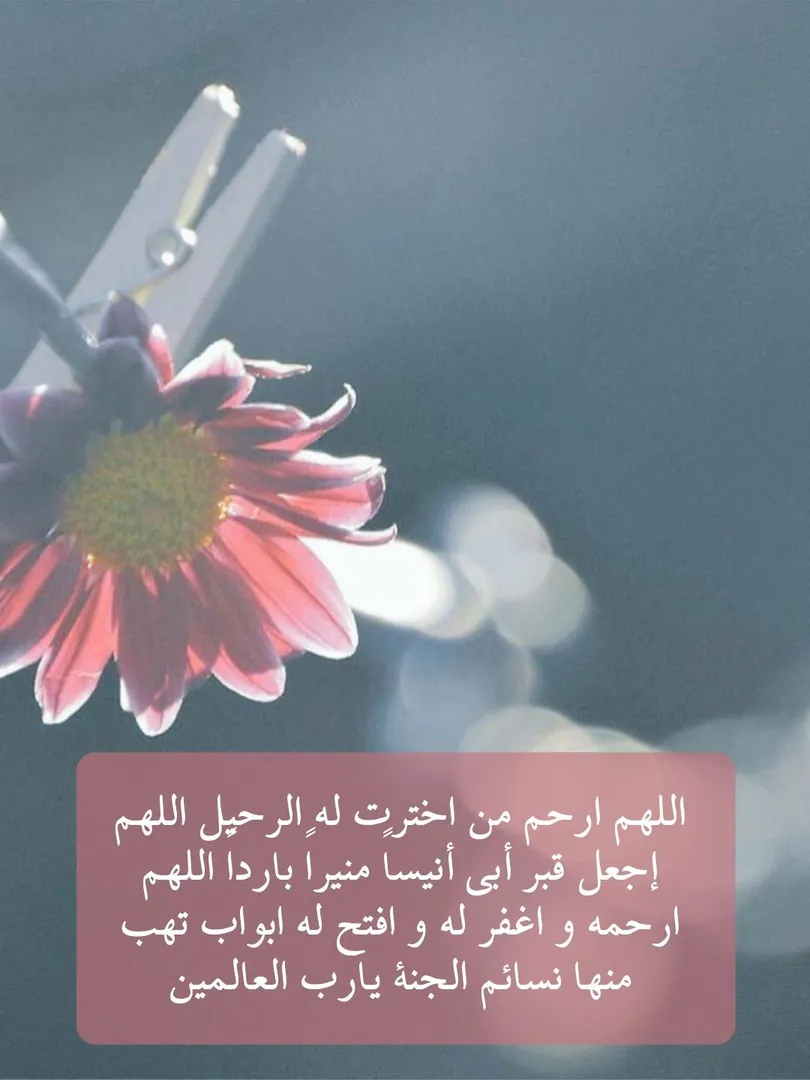 اللهم ارحم من اخترت له الرحيل اللهم
إجعل قبر أبى أنيساً منيراً بارداً اللهم
ارحمه و اغفر له و افتح له ابواب تهب
منها نسائم الجنة يارب العالمين